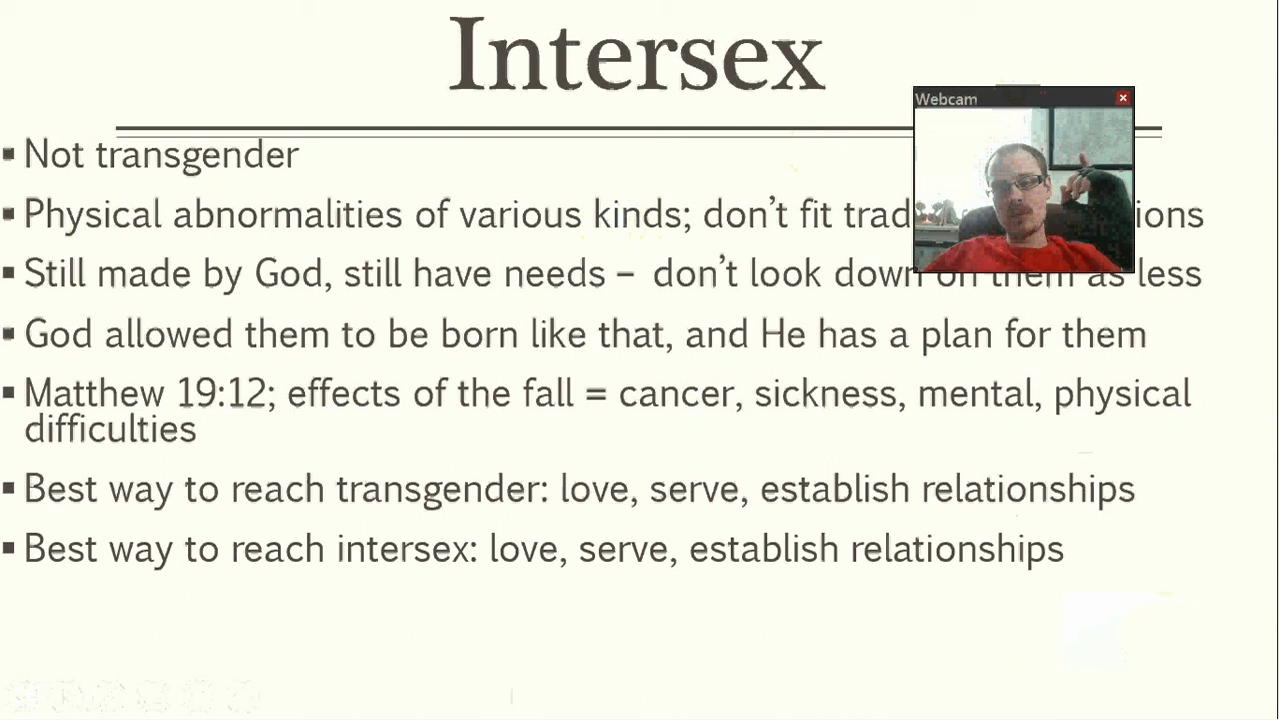 Intersex
Webcam
Not transgender
Physical abnormalities of various kinds; don't fit
Still made by God, still have needs – don't look down on them as less
God allowed them to be born like that, and He has a plan for them
Matthew 19:12; effects of the fall = cancer, sickness, mental, physical
difficulties
Best way to reach transgender: love, serve, establish relationships
Best way to reach intersex: love, serve, establish relationships